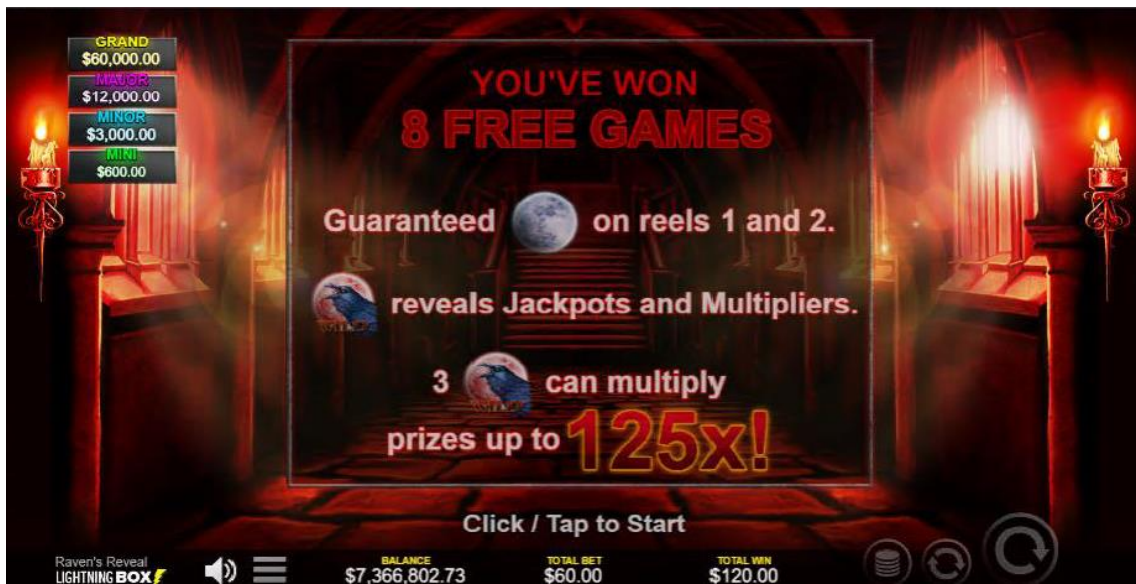 GRAND
$60,000.00
MAJOR
$12,000.00
MINOR
$3,000.00
MINI
$600.00
YOU'VE WON
8 FREE GAMES
Guaranteed on reels 1 and 2.
WILD reveals Jackpots and Multipliers.
3 WILD can multiply
prizes up to 125x!
Click / Tap to Start
Raven's Reveal
LIGHTNING BOX
BALANCE
$7,366,802.73
TOTAL BET
$60.00
TOTAL WIN
$120.00